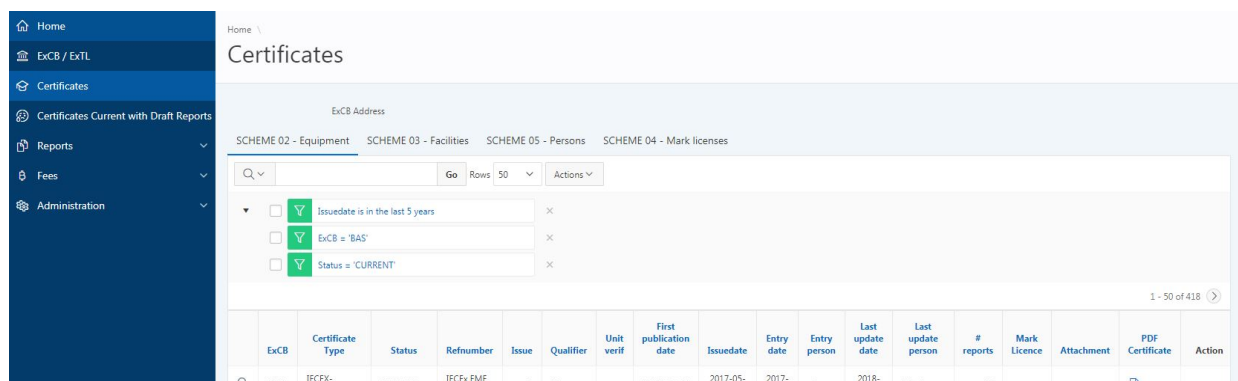 Home
ExCB / ExTL
Certificates
Certificates Current with Draft Reports
Reports
Fees
Administration
Home \
Certificates
ExCB Address
SCHEME 02 - Equipment SCHEME 03 - Facilities SCHEME 05 - Persons SCHEME 04 - Mark licenses
Go Rows 50 Actions
Issuedate is in the last 5 years
ExCB = 'BAS'
Status = 'CURRENT'
1 - 50 of 418
ExCB Certificate Type Status Refnumber Issue Qualifier Unit verif First publication date Issuedate Entry date Entry person Last update date Last update person # reports Mark Licence Attachment PDF Certificate Action
IECEX- IECEx EME 2017-05- 2017- 2018-